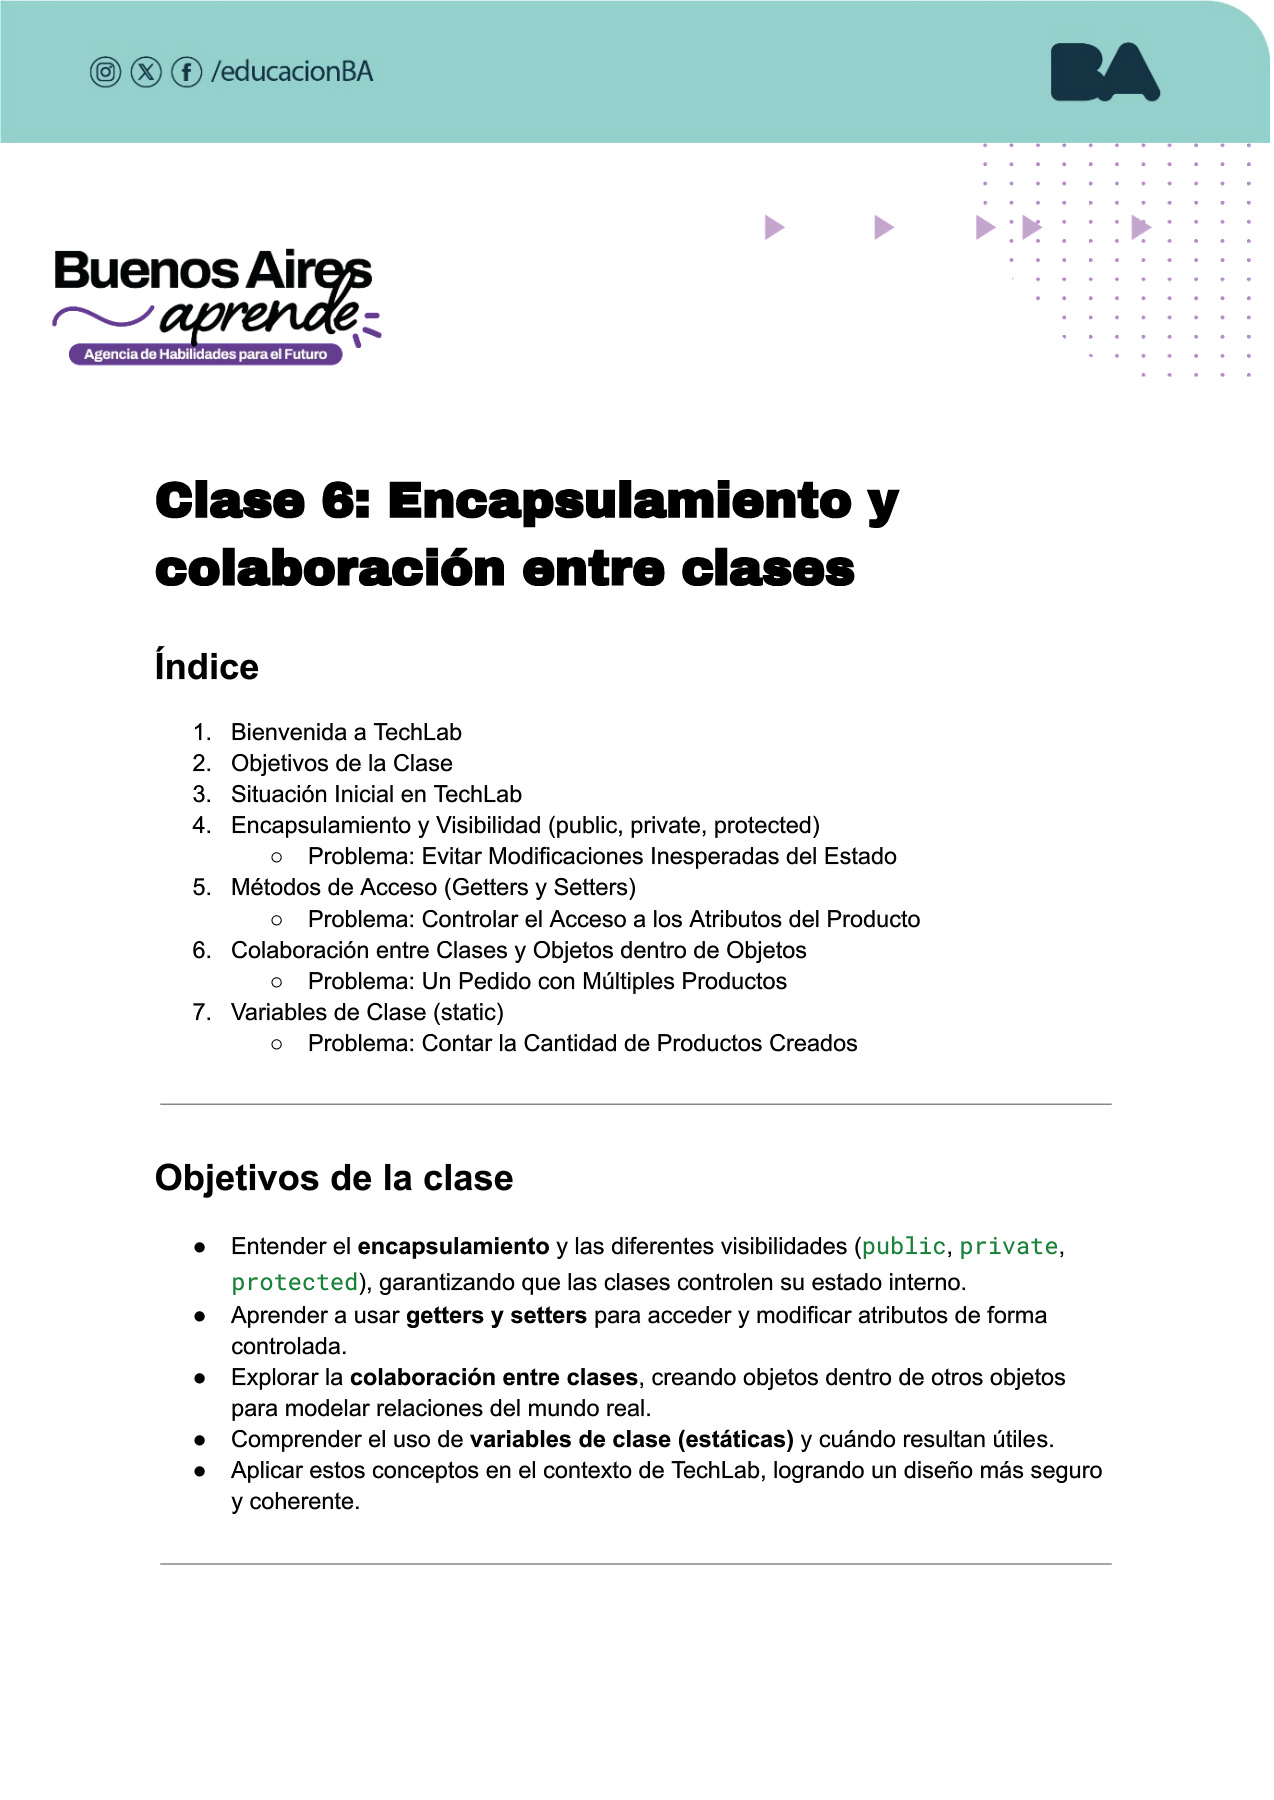 /educacionBA
BA
Buenos Aires
aprende
Agencia de Habilidades para el Futuro
Clase 6: Encapsulamiento y
colaboración entre clases
Índice
1. Bienvenida a TechLab
2. Objetivos de la Clase
3. Situación Inicial en TechLab
4. Encapsulamiento y Visibilidad (public, private, protected)
○ Problema: Evitar Modificaciones Inesperadas del Estado
5. Métodos de Acceso (Getters y Setters)
○ Problema: Controlar el Acceso a los Atributos del Producto
6. Colaboración entre Clases y Objetos dentro de Objetos
○ Problema: Un Pedido con Múltiples Productos
7. Variables de Clase (static)
○ Problema: Contar la Cantidad de Productos Creados
Objetivos de la clase
● Entender el encapsulamiento y las diferentes visibilidades (public, private,
protected), garantizando que las clases controlen su estado interno.
● Aprender a usar getters y setters para acceder y modificar atributos de forma
controlada.
● Explorar la colaboración entre clases, creando objetos dentro de otros objetos
para modelar relaciones del mundo real.
● Comprender el uso de variables de clase (estáticas) y cuándo resultan útiles.
● Aplicar estos conceptos en el contexto de TechLab, logrando un diseño más seguro
y coherente.